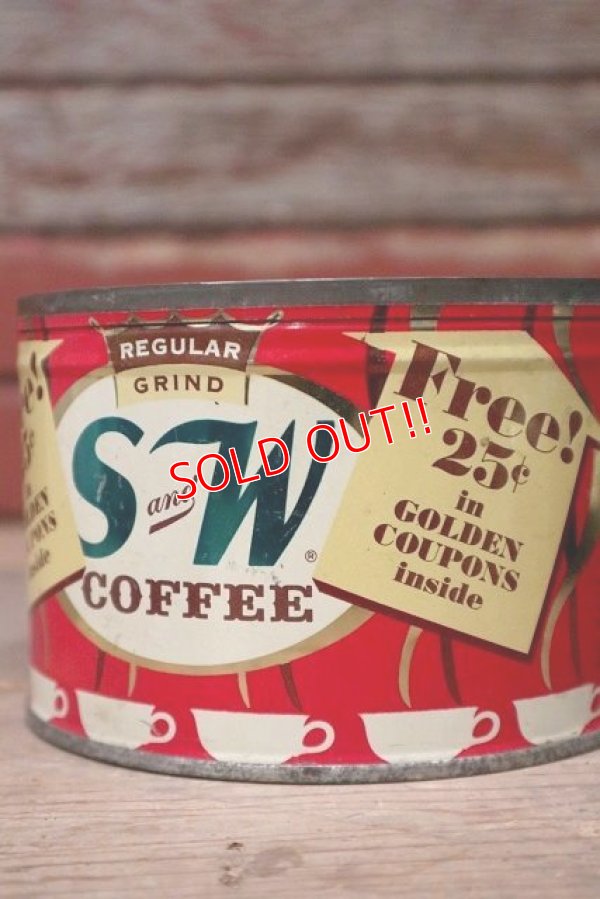 REGULAR
GRIND
S and W ®
COFFEE
Free!
25¢
in
GOLDEN
COUPONS
inside
SOLD OUT!!